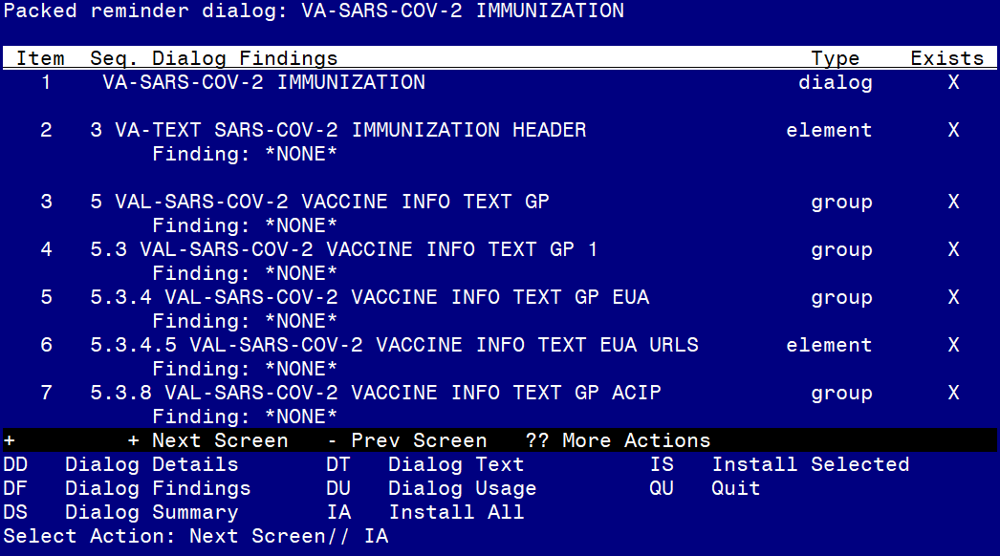 Packed reminder dialog: VA-SARS-COV-2 IMMUNIZATION
Item  Seq. Dialog Findings  Type  Exists
1  VA-SARS-COV-2 IMMUNIZATION  dialog  X
2  3 VA-TEXT SARS-COV-2 IMMUNIZATION HEADER  element  X
Finding: *NONE*
3  5 VAL-SARS-COV-2 VACCINE INFO TEXT GP  group  X
Finding: *NONE*
4  5.3 VAL-SARS-COV-2 VACCINE INFO TEXT GP 1  group  X
Finding: *NONE*
5  5.3.4 VAL-SARS-COV-2 VACCINE INFO TEXT GP EUA  group  X
Finding: *NONE*
6  5.3.4.5 VAL-SARS-COV-2 VACCINE INFO TEXT EUA URLS  element  X
Finding: *NONE*
7  5.3.8 VAL-SARS-COV-2 VACCINE INFO TEXT GP ACIP  group  X
Finding: *NONE*
+  + Next Screen  - Prev Screen  ?? More Actions
DD  Dialog Details  DT  Dialog Text  IS  Install Selected
DF  Dialog Findings  DU  Dialog Usage  QU  Quit
DS  Dialog Summary  IA  Install All
Select Action: Next Screen// IA